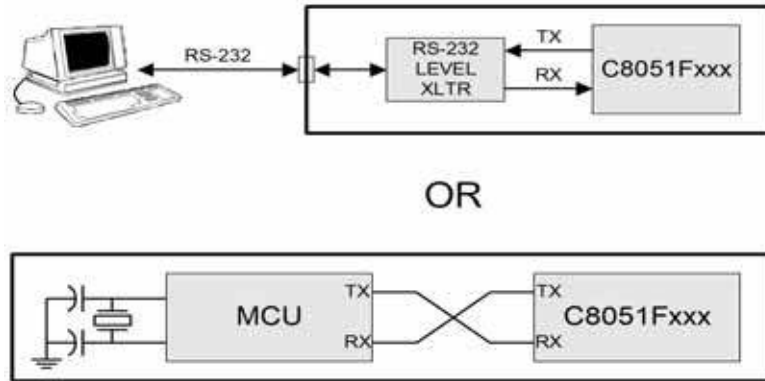 RS-232
RS-232
LEVEL
XLTR
TX
RX
C8051Fxxx
OR
MCU
TX
RX
TX
RX
C8051Fxxx